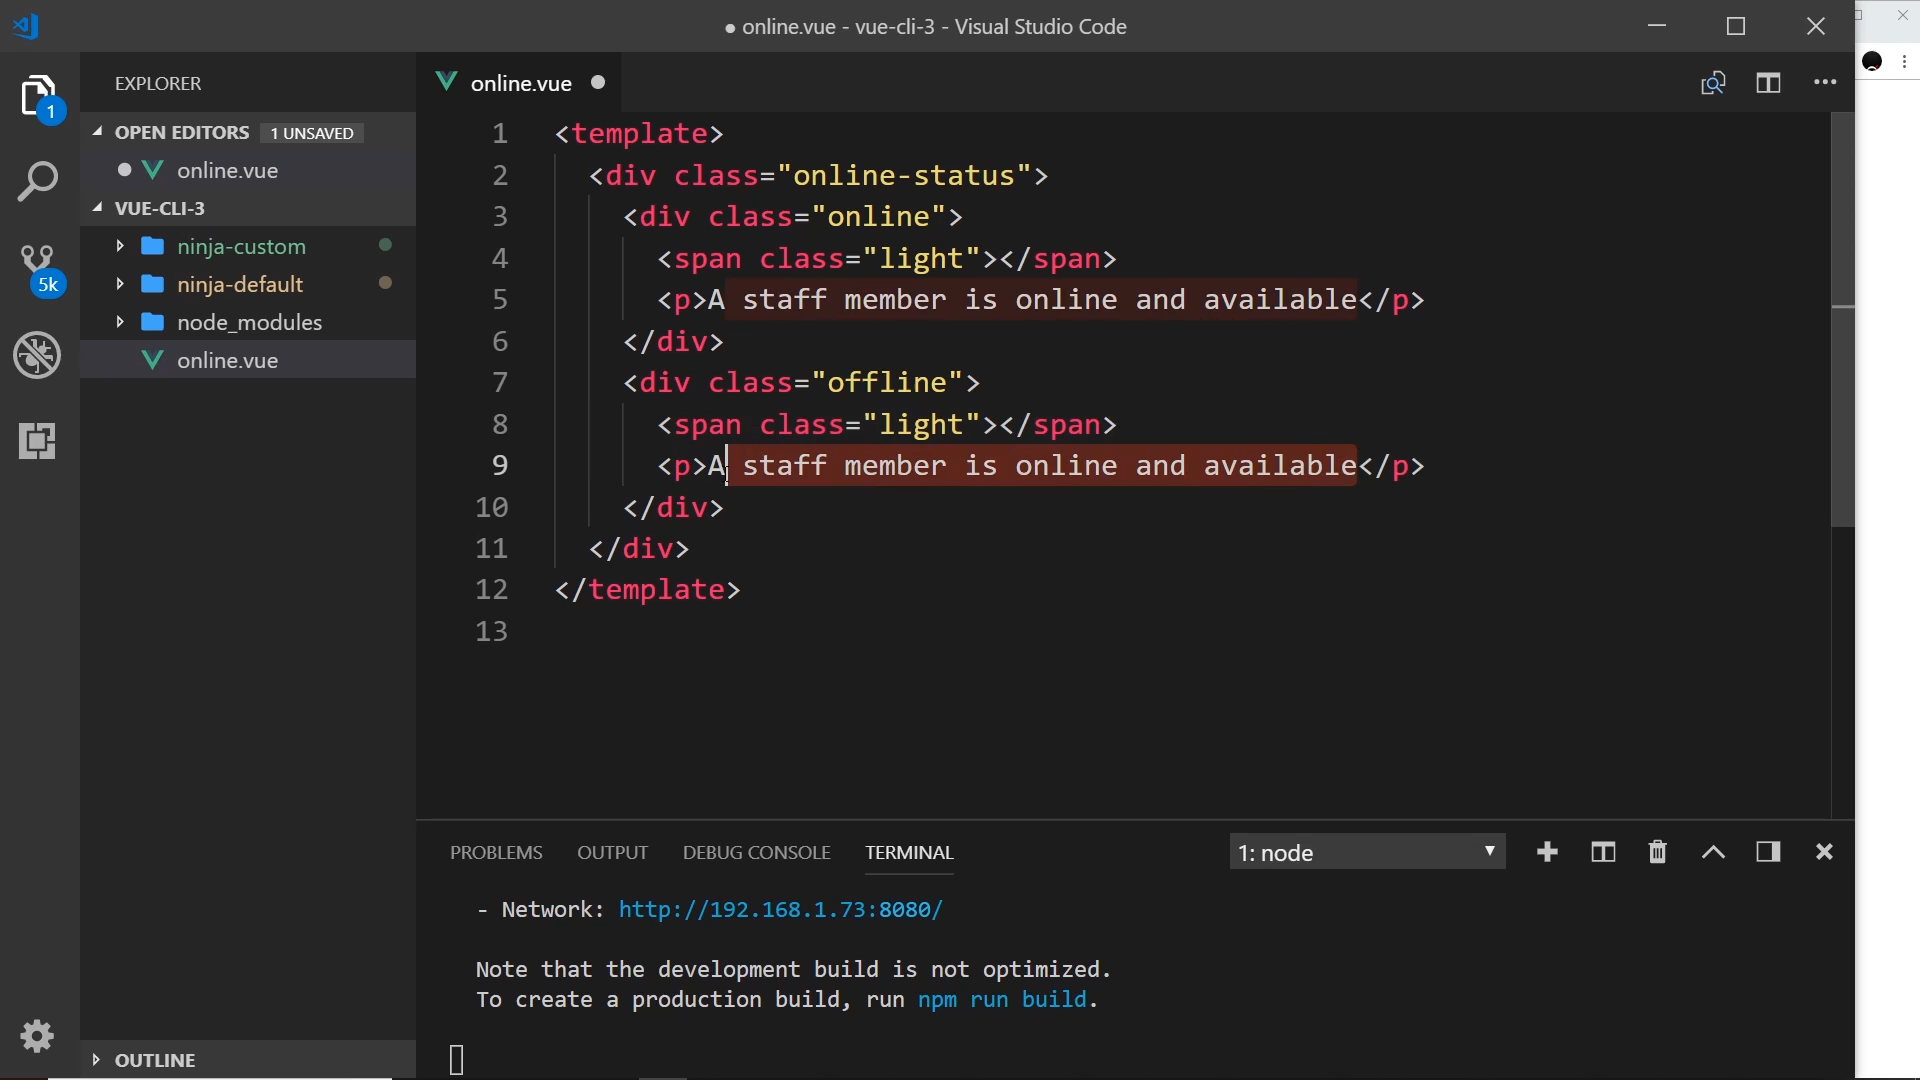 ● online.vue - vue-cli-3 - Visual Studio Code
EXPLORER
1
OPEN EDITORS 1 UNSAVED
online.vue
VUE-CLI-3
ninja-custom
ninja-default
node_modules
online.vue
5k
OUTLINE
online.vue
1 <template>
2 <div class="online-status">
3 <div class="online">
4 <span class="light"></span>
5 <p>A staff member is online and available</p>
6 </div>
7 <div class="offline">
8 <span class="light"></span>
9 <p>A staff member is online and available</p>
10 </div>
11 </div>
12 </template>
13
PROBLEMS OUTPUT DEBUG CONSOLE TERMINAL 1: node
- Network: http://192.168.1.73:8080/
Note that the development build is not optimized.
To create a production build, run npm run build.